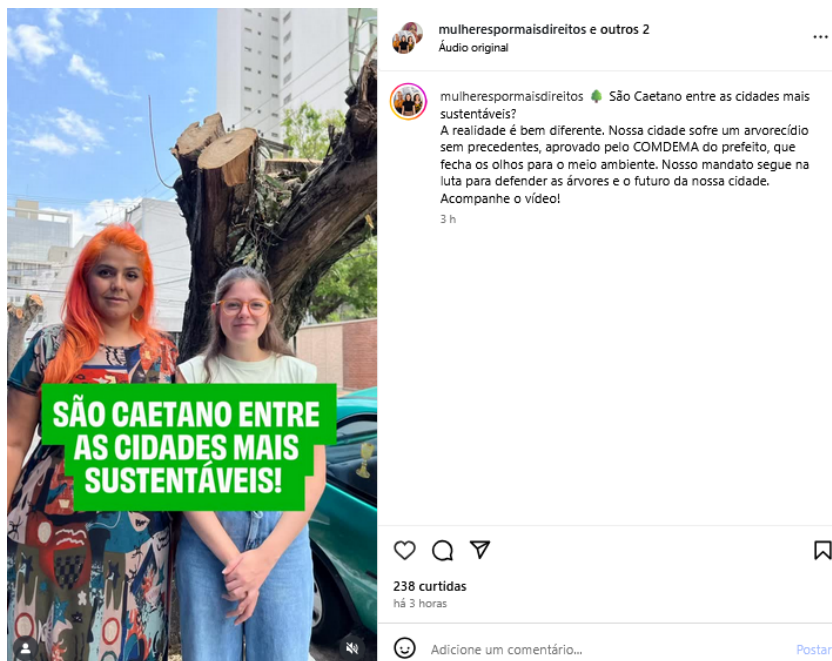 mulherespormaisdireitos e outros 2
Áudio original
mulherespormaisdireitos 🌳 São Caetano entre as cidades mais
sustentáveis?
A realidade é bem diferente. Nossa cidade sofre um arvorecídio
sem precedentes, aprovado pelo COMDEMA do prefeito, que
fecha os olhos para o meio ambiente. Nosso mandato segue na
luta para defender as árvores e o futuro da nossa cidade.
Acompanhe o vídeo!
3 h
SÃO CAETANO ENTRE
AS CIDADES MAIS
SUSTENTÁVEIS!
238 curtidas
há 3 horas
Adicione um comentário...
Postar